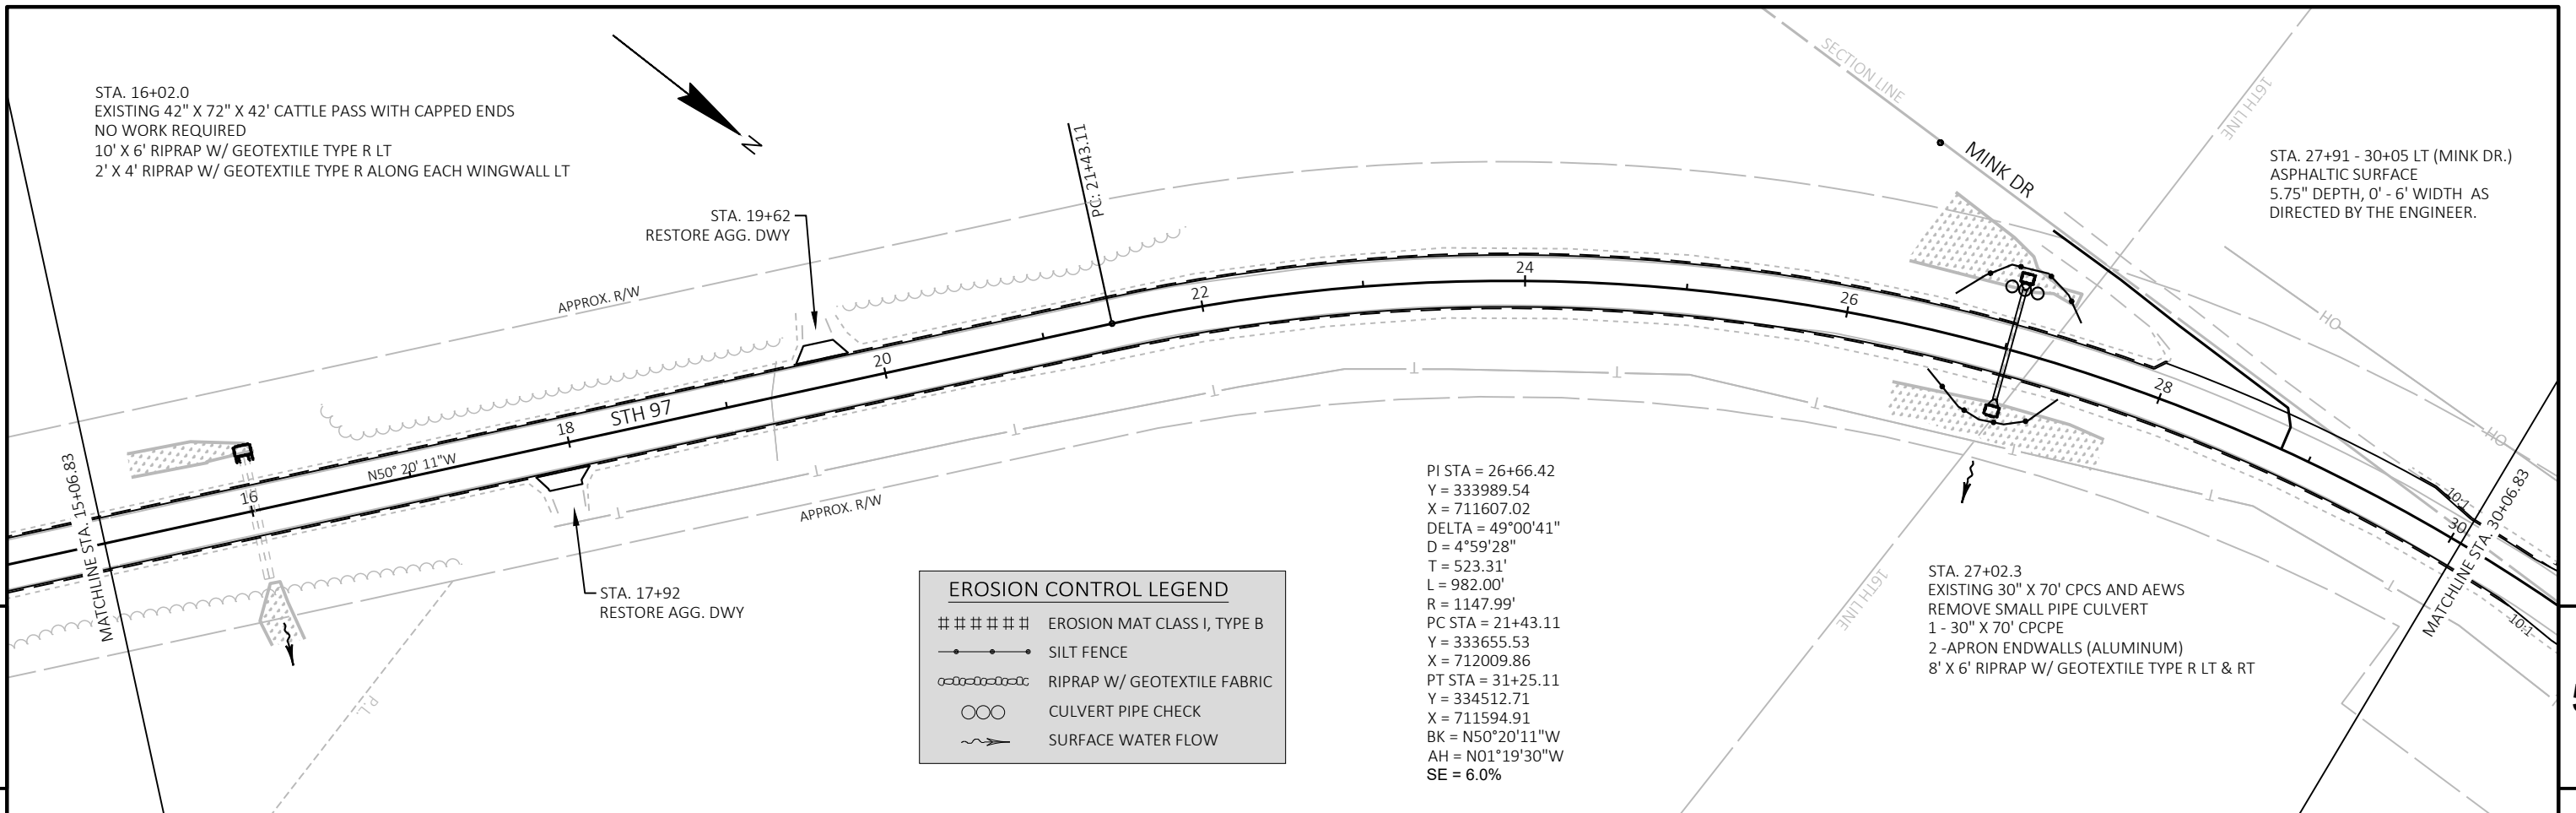 STA. 16+02.0
EXISTING 42" X 72" X 42' CATTLE PASS WITH CAPPED ENDS
NO WORK REQUIRED
10' X 6' RIPRAP W/ GEOTEXTILE TYPE R LT
2' X 4' RIPRAP W/ GEOTEXTILE TYPE R ALONG EACH WINGWALL LT
N
STA. 19+62
RESTORE AGG. DWY
PC: 21+43.11
SECTION LINE
16TH LINE
MINK DR
STA. 27+91 - 30+05 LT (MINK DR.)
ASPHALTIC SURFACE
5.75" DEPTH, 0' - 6' WIDTH AS
DIRECTED BY THE ENGINEER.
APPROX. R/W
HO
HO
16
18
20
22
24
26
28
30
STH 97
N50° 20' 11"W
MATCHLINE STA. 15+06.83
T
T
T
T
T
T
T
T
T
T
APPROX. R/W
STA. 17+92
RESTORE AGG. DWY
P.L.
EROSION CONTROL LEGEND
EROSION MAT CLASS I, TYPE B
SILT FENCE
RIPRAP W/ GEOTEXTILE FABRIC
CULVERT PIPE CHECK
SURFACE WATER FLOW
PI STA = 26+66.42
Y = 333989.54
X = 711607.02
DELTA = 49°00'41"
D = 4°59'28"
T = 523.31'
L = 982.00'
R = 1147.99'
PC STA = 21+43.11
Y = 333655.53
X = 712009.86
PT STA = 31+25.11
Y = 334512.71
X = 711594.91
BK = N50°20'11"W
AH = N01°19'30"W
SE = 6.0%
16TH LINE
STA. 27+02.3
EXISTING 30" X 70' CPCS AND AEWS
REMOVE SMALL PIPE CULVERT
1 - 30" X 70' CPCPE
2 -APRON ENDWALLS (ALUMINUM)
8' X 6' RIPRAP W/ GEOTEXTILE TYPE R LT & RT
10:1
MATCHLINE STA. 30+06.83
10:1